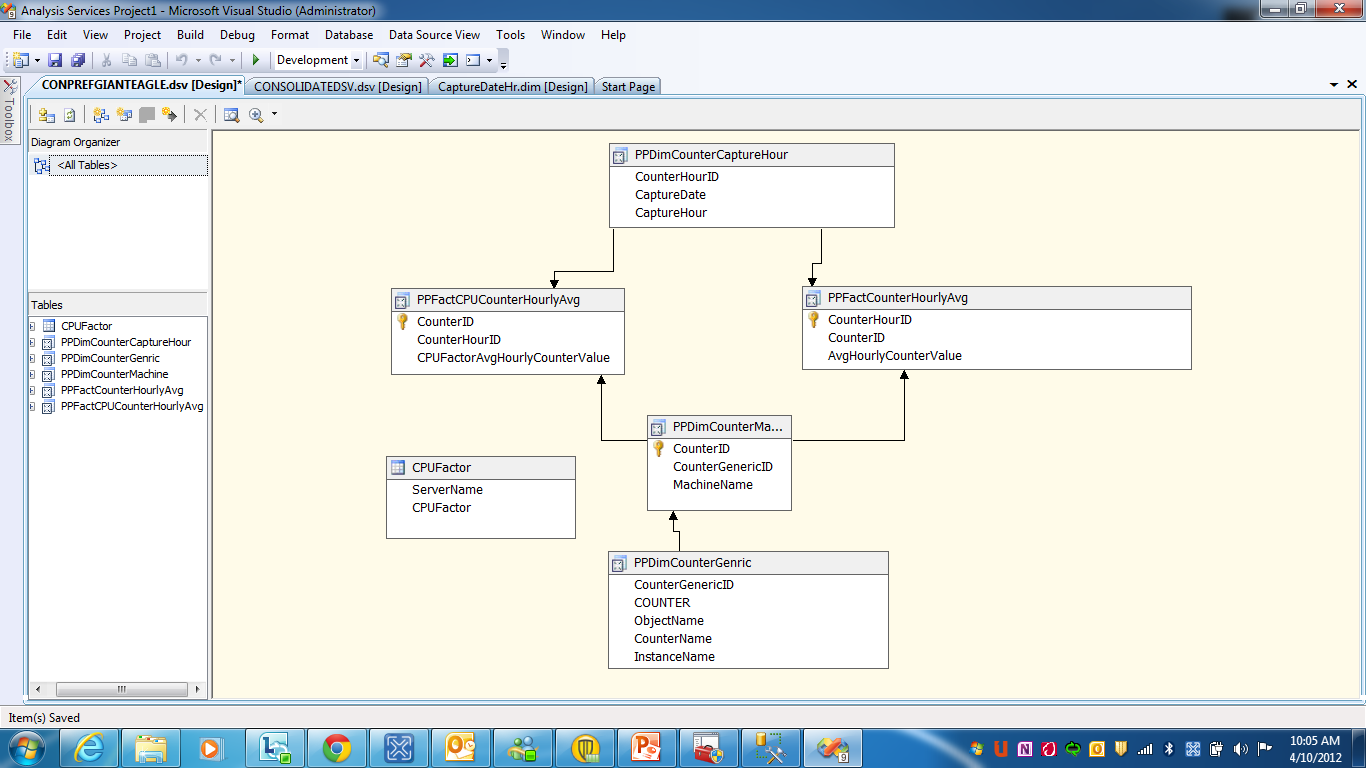 Analysis Services Project1 - Microsoft Visual Studio (Administrator)
File Edit View Project Build Debug Format Database Data Source View Tools Window Help
Development
CONPREFGIANTEAGLE.dsv [Design]* CONSOLIDATEDSV.dsv [Design] CaptureDateHr.dim [Design] Start Page
Toolbox
Diagram Organizer
<All Tables>
Tables
CPUFactor
PPDimCounterCaptureHour
PPDimCounterGenric
PPDimCounterMachine
PPFactCounterHourlyAvg
PPFactCPUCounterHourlyAvg
PPDimCounterCaptureHour
CounterHourID
CaptureDate
CaptureHour
PPFactCPUCounterHourlyAvg
CounterID
CounterHourID
CPUFactorAvgHourlyCounterValue
PPFactCounterHourlyAvg
CounterHourID
CounterID
AvgHourlyCounterValue
PPDimCounterMa...
CounterID
CounterGenericID
MachineName
CPUFactor
ServerName
CPUFactor
PPDimCounterGenric
CounterGenericID
COUNTER
ObjectName
CounterName
InstanceName
Item(s) Saved
10:05 AM
4/10/2012